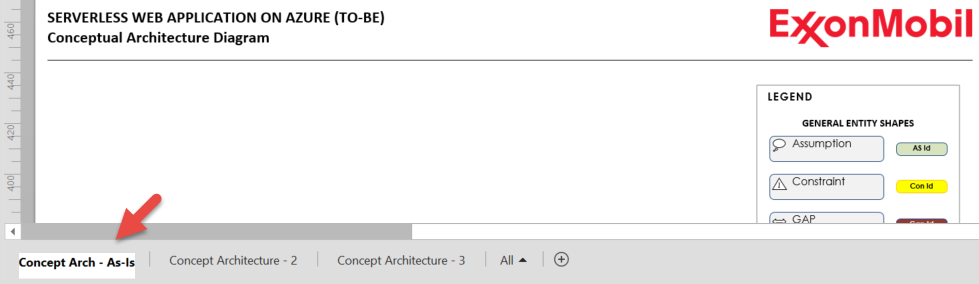 SERVERLESS WEB APPLICATION ON AZURE (TO-BE)
Conceptual Architecture Diagram
ExxonMobil
460
440
420
400
LEGEND
GENERAL ENTITY SHAPES
Assumption
AS Id
Constraint
Con Id
GAP
Concept Arch - As-Is
Concept Architecture - 2
Concept Architecture - 3
All